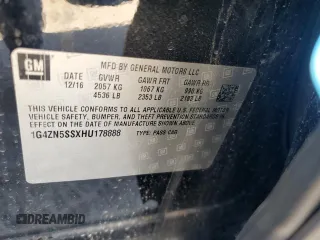 GM
MFD BY GENERAL MOTORS LLC
12/16 GVWR GAWR FRT GAWR RR
2057 KG 1067 KG 990 KG
4536 LB 2353 LB 2183 LB
THIS VEHICLE CONFORMS TO ALL APPLICABLE U.S. FEDERAL MOTOR
VEHICLE SAFETY, BUMPER, AND THEFT PREVENTION STANDARDS IN
EFFECT ON THE DATE OF MANUFACTURE SHOWN ABOVE.
1G4ZN5SSXHU178888 TYPE: PASS CAR
©DREAMBID.COM